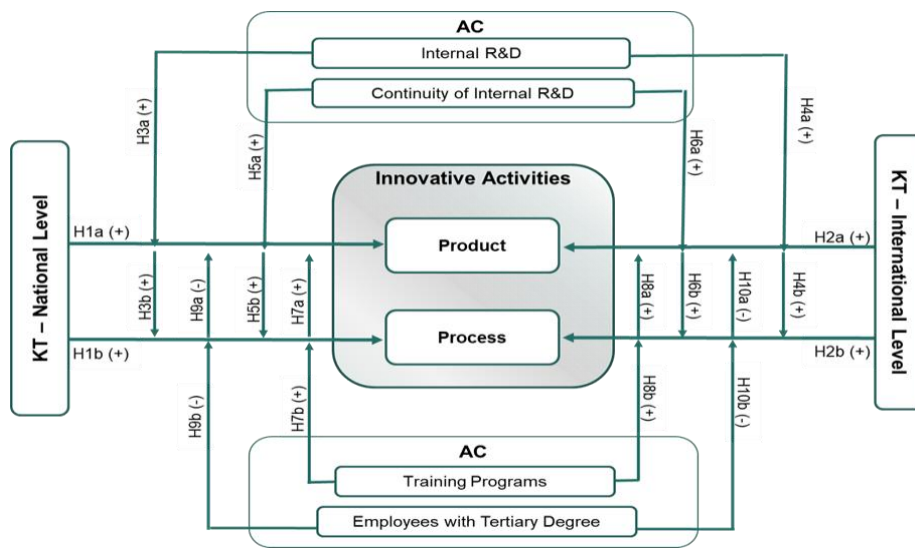 AC
Internal R&D
Continuity of Internal R&D
H3a (+)
H5a (+)
H6a (+)
H4a (+)
KT – National Level
KT – International Level
Innovative Activities
H1a (+)
Product
H2a (+)
H3b (+)
H9a (-)
H5b (+)
H7a (+)
H8a (+)
H6b (+)
H10a (-)
H4b (+)
H1b (+)
Process
H2b (+)
H9b (-)
H7b (+)
H8b (+)
H10b (-)
AC
Training Programs
Employees with Tertiary Degree